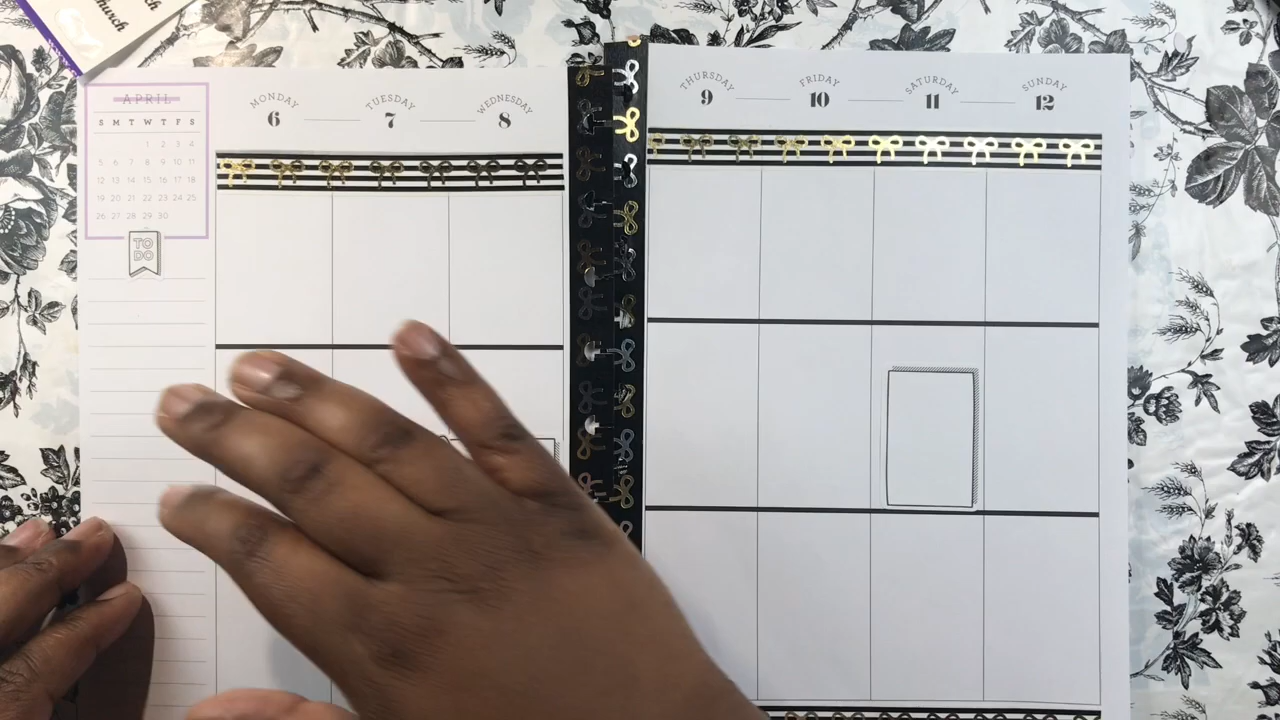 ch
church
APRIL
S M T W T F S
1 2 3 4
5 6 7 8 9 10 11
12 13 14 15 16 17 18
19 20 21 22 23 24 25
26 27 28 29 30
TO
DO
MONDAY
6
TUESDAY
7
WEDNESDAY
8
THURSDAY
9
FRIDAY
10
SATURDAY
11
SUNDAY
12